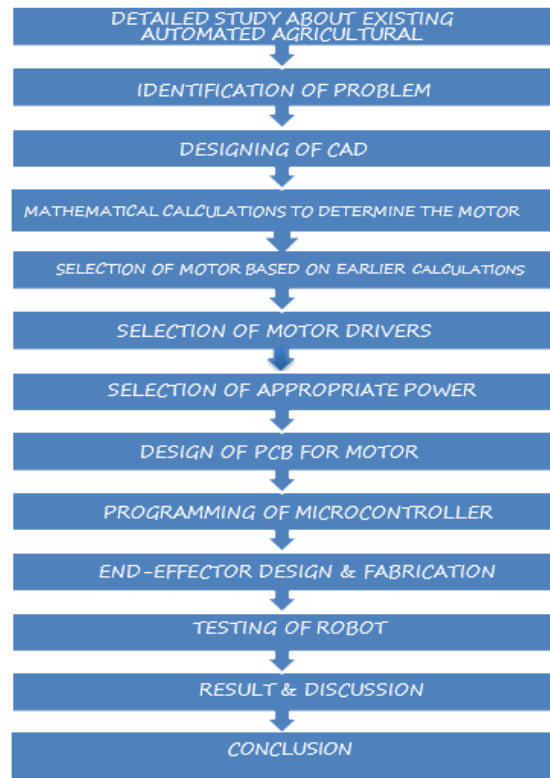 DETAILED STUDY ABOUT EXISTING
AUTOMATED AGRICULTURAL
IDENTIFICATION OF PROBLEM
DESIGNING OF CAD
MATHEMATICAL CALCULATIONS TO DETERMINE THE MOTOR
SELECTION OF MOTOR BASED ON EARLIER CALCULATIONS
SELECTION OF MOTOR DRIVERS
SELECTION OF APPROPRIATE POWER
DESIGN OF PCB FOR MOTOR
PROGRAMMING OF MICROCONTROLLER
END-EFFECTOR DESIGN & FABRICATION
TESTING OF ROBOT
RESULT & DISCUSSION
CONCLUSION